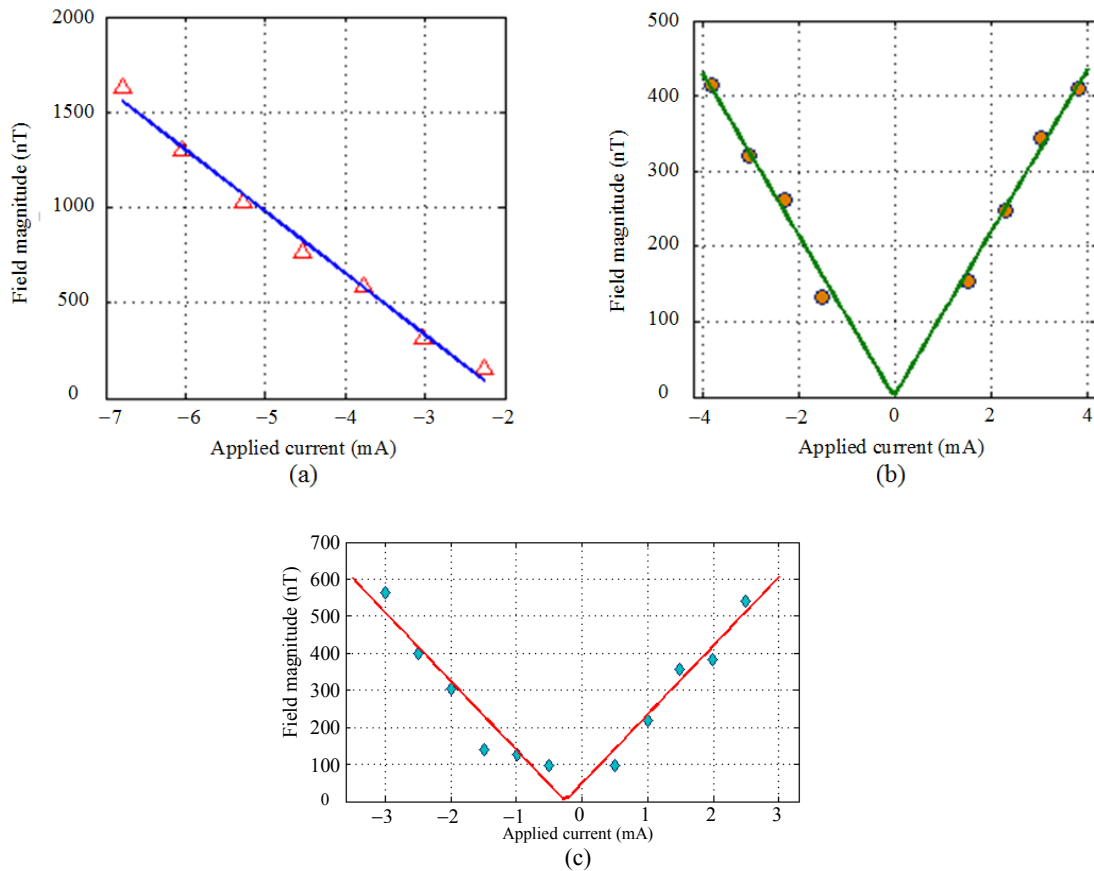 2000
1500
1000
500
0
Field magnitude (nT)
−7 −6 −5 −4 −3 −2
Applied current (mA)
(a)
500
400
300
200
100
0
Field magnitude (nT)
−4 −2 0 2 4
Applied current (mA)
(b)
700
600
500
400
300
200
100
0
Field magnitude (nT)
−3 −2 −1 0 1 2 3
Applied current (mA)
(c)